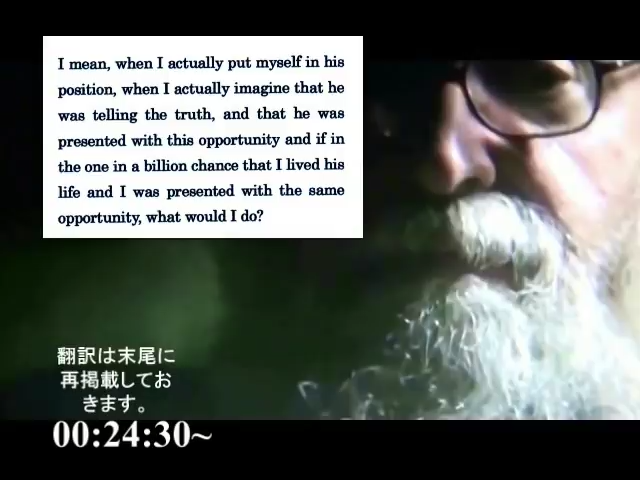 I mean, when I actually put myself in his
position, when I actually imagine that he
was telling the truth, and that he was
presented with this opportunity and if in
the one in a billion chance that I lived his
life and I was presented with the same
opportunity, what would I do?
翻訳は末尾に
再掲載してお
きます。
00:24:30~